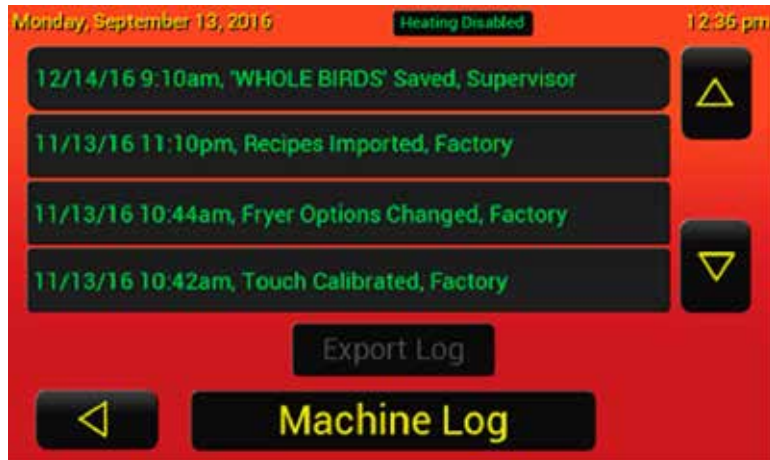 Monday, September 13, 2016 Heating Disabled 12:36 pm
12/14/16 9:10am, 'WHOLE BIRDS' Saved, Supervisor
11/13/16 11:10pm, Recipes Imported, Factory
11/13/16 10:44am, Fryer Options Changed, Factory
11/13/16 10:42am, Touch Calibrated, Factory
Export Log
Machine Log